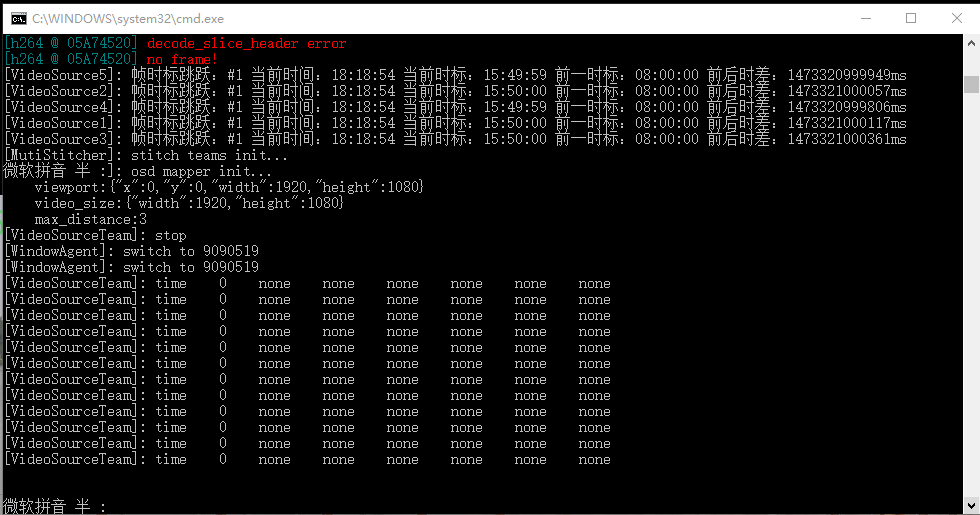 C:\WINDOWS\system32\cmd.exe
[h264 @ 05A74520] decode_slice_header error
[h264 @ 05A74520] no frame!
[VideoSource5]: 帧时标跳跃: #1 当前时间: 18:18:54 当前时标: 15:49:59 前一时标: 08:00:00 前后时差: 1473320999949ms
[VideoSource2]: 帧时标跳跃: #1 当前时间: 18:18:54 当前时标: 15:50:00 前一时标: 08:00:00 前后时差: 1473321000057ms
[VideoSource4]: 帧时标跳跃: #1 当前时间: 18:18:54 当前时标: 15:49:59 前一时标: 08:00:00 前后时差: 1473320999806ms
[VideoSource1]: 帧时标跳跃: #1 当前时间: 18:18:54 当前时标: 15:50:00 前一时标: 08:00:00 前后时差: 1473321000117ms
[VideoSource3]: 帧时标跳跃: #1 当前时间: 18:18:54 当前时标: 15:50:00 前一时标: 08:00:00 前后时差: 1473321000361ms
[MutiStitcher]: stitch teams init...
微软拼音 半 :]: osd mapper init...
viewport:{"x":0,"y":0,"width":1920,"height":1080}
video_size:{"width":1920,"height":1080}
max_distance:3
[VideoSourceTeam]: stop
[WindowAgent]: switch to 9090519
[WindowAgent]: switch to 9090519
[VideoSourceTeam]: time 0 none none none none none none
[VideoSourceTeam]: time 0 none none none none none none
[VideoSourceTeam]: time 0 none none none none none none
[VideoSourceTeam]: time 0 none none none none none none
[VideoSourceTeam]: time 0 none none none none none none
[VideoSourceTeam]: time 0 none none none none none none
[VideoSourceTeam]: time 0 none none none none none none
[VideoSourceTeam]: time 0 none none none none none none
[VideoSourceTeam]: time 0 none none none none none none
[VideoSourceTeam]: time 0 none none none none none none
[VideoSourceTeam]: time 0 none none none none none none
[VideoSourceTeam]: time 0 none none none none none none
微软拼音 半 :